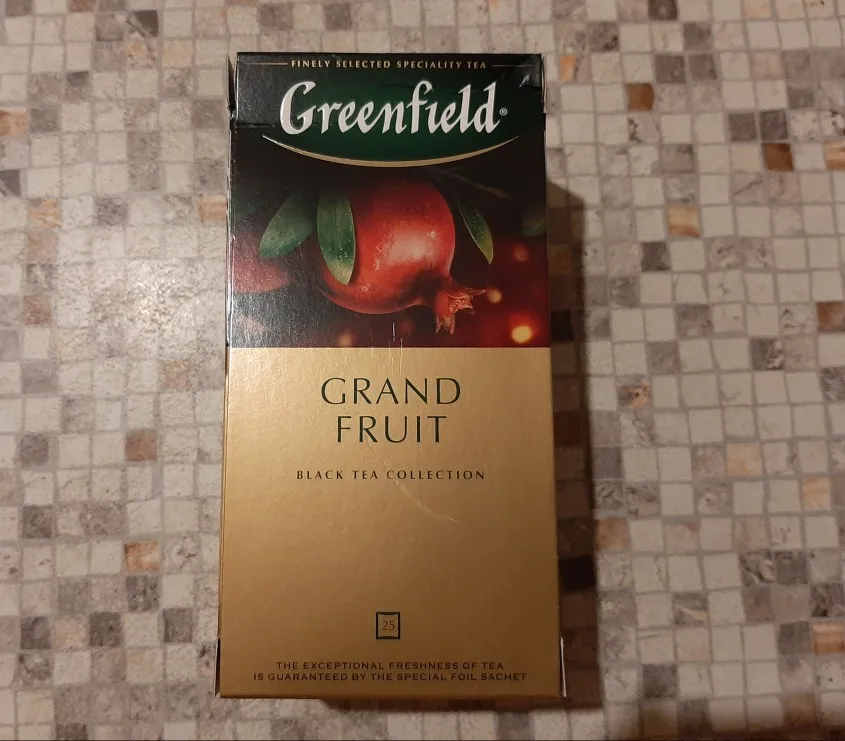 FINELY SELECTED SPECIALITY TEA
Greenfield®
GRAND
FRUIT
BLACK TEA COLLECTION
25
THE EXCEPTIONAL FRESHNESS OF TEA
IS GUARANTEED BY THE SPECIAL FOIL SACHET